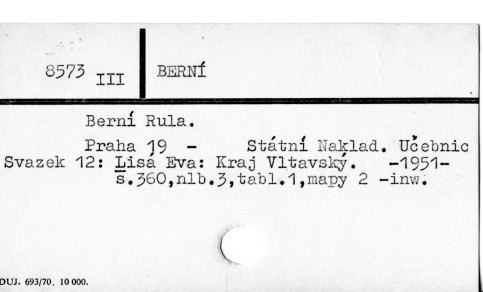 8573 III BERNÍ
Berní Rula.
Praha 19 - Státní Naklad. Učebnic
Svazek 12: Lisa Eva: Kraj Vltavský. -1951-
s.360,nlb.3,tabl.1,mapy 2 -inw.
DUJ. 693/70. 10 000.